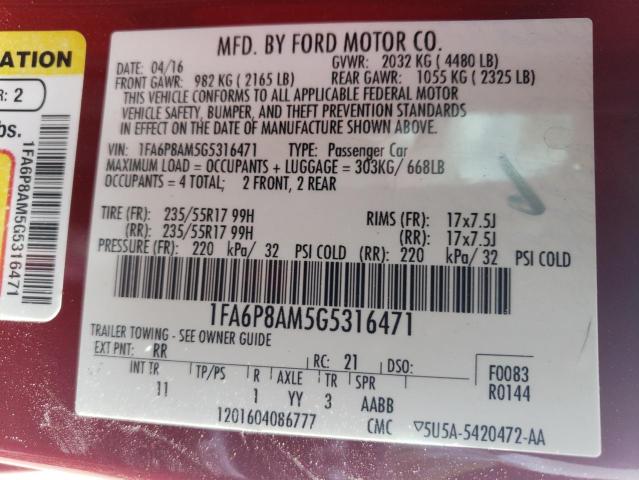 ATION
R: 2
bs.
1FA6P8AM5G5316471
MFD. BY FORD MOTOR CO.
DATE: 04/16 GVWR: 2032 KG ( 4480 LB)
FRONT GAWR: 982 KG ( 2165 LB) REAR GAWR: 1055 KG ( 2325 LB)
THIS VEHICLE CONFORMS TO ALL APPLICABLE FEDERAL MOTOR
VEHICLE SAFETY, BUMPER, AND THEFT PREVENTION STANDARDS
IN EFFECT ON THE DATE OF MANUFACTURE SHOWN ABOVE.
VIN: 1FA6P8AM5G5316471 TYPE: Passenger Car
MAXIMUM LOAD = OCCUPANTS + LUGGAGE = 303KG/ 668LB
OCCUPANTS = 4 TOTAL; 2 FRONT, 2 REAR
TIRE (FR): 235/55R17 99H RIMS (FR): 17x7.5J
(RR): 235/55R17 99H (RR): 17x7.5J
PRESSURE (FR): 220 kPa/ 32 PSI COLD (RR): 220 kPa/ 32 PSI COLD
1FA6P8AM5G5316471
TRAILER TOWING - SEE OWNER GUIDE
EXT PNT: RR RC: 21 DSO: F0083
INT TR TP/PS R AXLE TR SPR R0144
11 1 YY 3 AABB
1201604086777 CMC ▽5U5A-5420472-AA